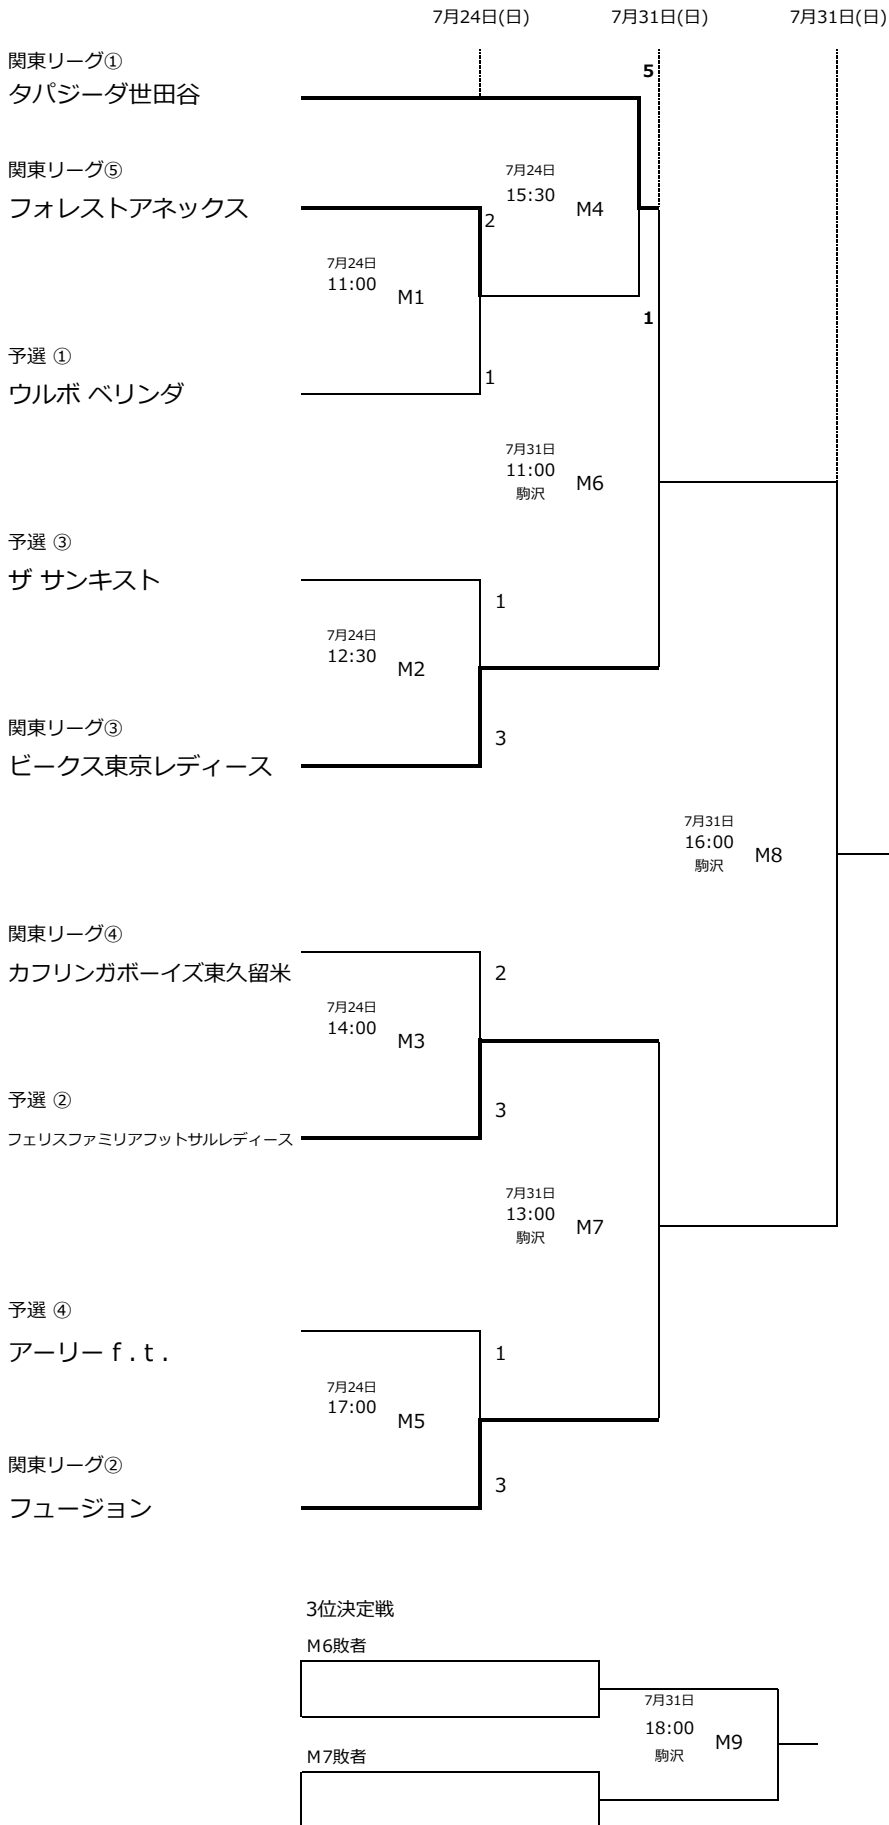 7月24日(日) 7月31日(日) 7月31日(日)
関東リーグ①
タパジーダ世田谷
5
関東リーグ⑤
フォレストアネックス
7月24日
15:30
M4
2
7月24日
11:00
M1
1
予選 ①
ウルボ ベリンダ
1
7月31日
11:00
駒沢
M6
予選 ③
ザ サンキスト
1
7月24日
12:30
M2
関東リーグ③
ビークス東京レディース
3
7月31日
16:00
駒沢
M8
関東リーグ④
カフリンガボーイズ東久留米
2
7月24日
14:00
M3
予選 ②
フェリスファミリアフットサルレディース
3
7月31日
13:00
駒沢
M7
予選 ④
アーリー f . t .
1
7月24日
17:00
M5
関東リーグ②
フュージョン
3
3位決定戦
M6敗者
7月31日
18:00
駒沢
M9
M7敗者